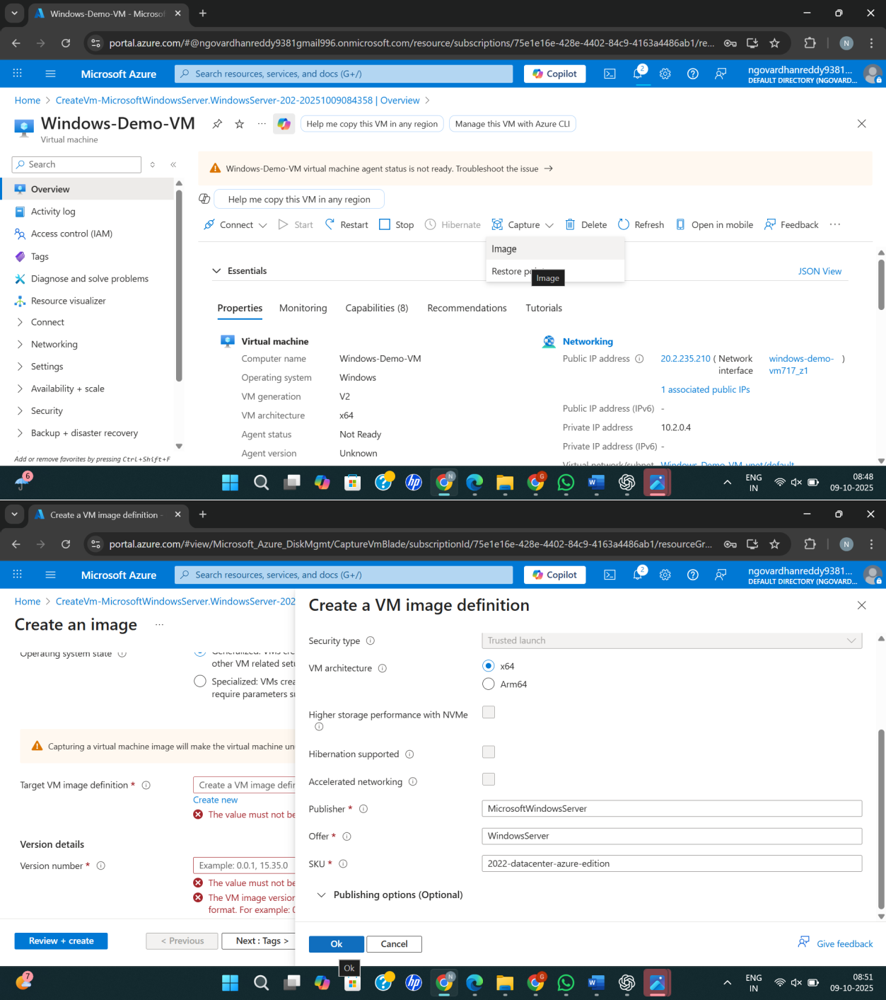 Windows-Demo-VM - Microsof
portal.azure.com/#@ngovardhanreddy9381gmail996.onmicrosoft.com/resource/subscriptions/75e1e16e-428e-4402-84c9-4163a4486ab1/re...
N
Microsoft Azure
Search resources, services, and docs (G+/)
Copilot
2
ngovardhanreddy9381...
DEFAULT DIRECTORY (NGOVARD...
Home > CreateVm-MicrosoftWindowsServer.WindowsServer-202-20251009084358 | Overview >
Windows-Demo-VM
Help me copy this VM in any region
Manage this VM with Azure CLI
Virtual machine
Search
Windows-Demo-VM virtual machine agent status is not ready. Troubleshoot the issue →
Overview
Help me copy this VM in any region
Activity log
Connect
Start
Restart
Stop
Hibernate
Capture
Delete
Refresh
Open in mobile
Feedback
Access control (IAM)
Image
Tags
Essentials
Restore
Image
JSON View
Diagnose and solve problems
Resource visualizer
Properties
Monitoring
Capabilities (8)
Recommendations
Tutorials
Connect
Networking
Settings
Availability + scale
Security
Backup + disaster recovery
Virtual machine
Computer name Windows-Demo-VM
Operating system Windows
VM generation V2
VM architecture x64
Agent status Not Ready
Agent version Unknown
Networking
Public IP address 20.2.235.210 ( Network interface windows-demo-vm717_z1 )
1 associated public IPs
Public IP address (IPv6) -
Private IP address 10.2.0.4
Private IP address (IPv6) -
Virtual network/subnet Windows-Demo-VM-vnet/default
Add or remove favorites by pressing Ctrl+Shift+F
6
N
G
ENG
IN
08:48
09-10-2025
Create a VM image definition -
portal.azure.com/#view/Microsoft_Azure_DiskMgmt/CaptureVmBlade/subscriptionId/75e1e16e-428e-4402-84c9-4163a4486ab1/resourceGr...
N
Microsoft Azure
Search resources, services, and docs (G+/)
Copilot
2
ngovardhanreddy9381...
DEFAULT DIRECTORY (NGOVARD...
Home > CreateVm-MicrosoftWindowsServer.WindowsServer-202
Create an image
Operating system state
Generalized: VMs cre
other VM related setu
Specialized: VMs crea
require parameters su
Capturing a virtual machine image will make the virtual machine un
Target VM image definition *
Create a VM image defin
Create new
The value must not be
Version details
Version number *
Example: 0.0.1, 15.35.0
The value must not be
The VM image version
format. For example: 0
Review + create
< Previous
Next : Tags >
Create a VM image definition
Security type
Trusted launch
VM architecture
x64
Arm64
Higher storage performance with NVMe
Hibernation supported
Accelerated networking
Publisher *
MicrosoftWindowsServer
Offer *
WindowsServer
SKU *
2022-datacenter-azure-edition
Publishing options (Optional)
Ok
Cancel
Give feedback
Ok
7
N
G
ENG
IN
08:51
09-10-2025